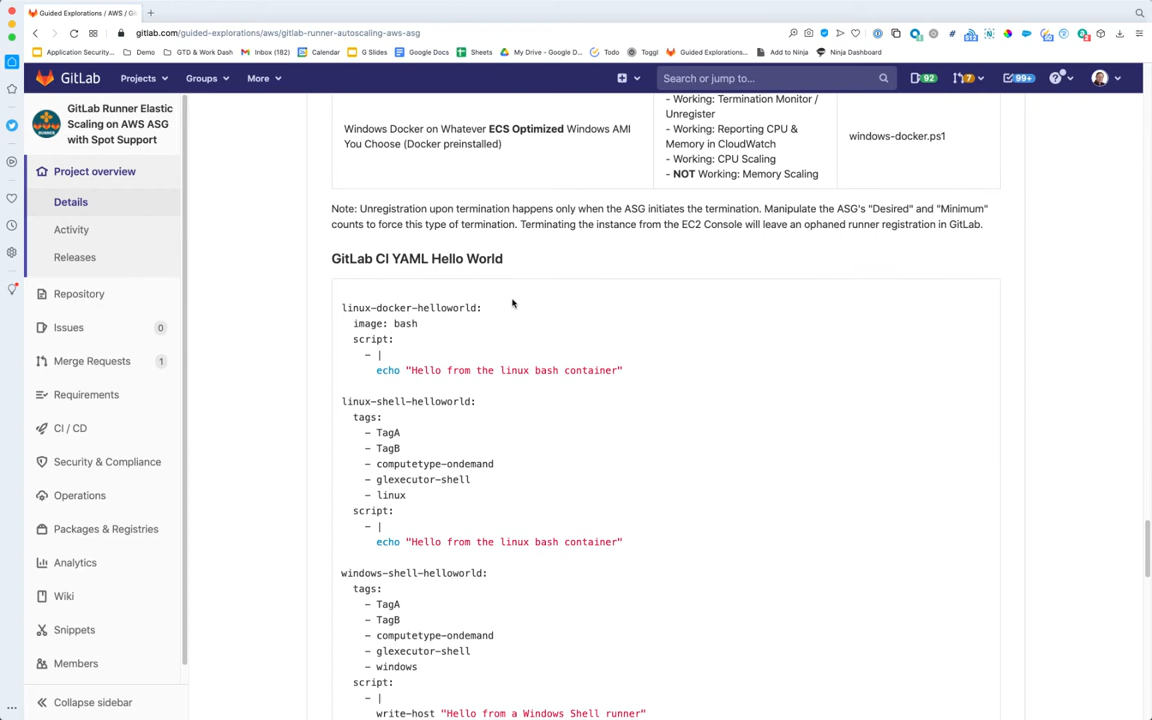 Guided Explorations / AWS / Git
gitlab.com/guided-explorations/aws/gitlab-runner-autoscaling-aws-asg
Application Security...
Demo
GTD & Work Dash
Inbox (182)
Calendar
G Slides
Google Docs
Sheets
My Drive - Google D...
Todo
Toggl
Guided Explorations...
Add to Ninja
Ninja Dashboard
GitLab
Projects
Groups
More
Search or jump to...
92
7
99+
GitLab Runner Elastic
Scaling on AWS ASG
with Spot Support
Project overview
Details
Activity
Releases
Repository
Issues 0
Merge Requests 1
Requirements
CI / CD
Security & Compliance
Operations
Packages & Registries
Analytics
Wiki
Snippets
Members
Collapse sidebar
Windows Docker on Whatever ECS Optimized Windows AMI
You Choose (Docker preinstalled)
- Working: Termination Monitor /
Unregister
- Working: Reporting CPU &
Memory in CloudWatch
- Working: CPU Scaling
- NOT Working: Memory Scaling
windows-docker.ps1
Note: Unregistration upon termination happens only when the ASG initiates the termination. Manipulate the ASG's "Desired" and "Minimum"
counts to force this type of termination. Terminating the instance from the EC2 Console will leave an ophaned runner registration in GitLab.
GitLab CI YAML Hello World
linux-docker-helloworld:
image: bash
script:
- |
echo "Hello from the linux bash container"
linux-shell-helloworld:
tags:
- TagA
- TagB
- computetype-ondemand
- glexecutor-shell
- linux
script:
- |
echo "Hello from the linux bash container"
windows-shell-helloworld:
tags:
- TagA
- TagB
- computetype-ondemand
- glexecutor-shell
- windows
script:
- |
write-host "Hello from a Windows Shell runner"